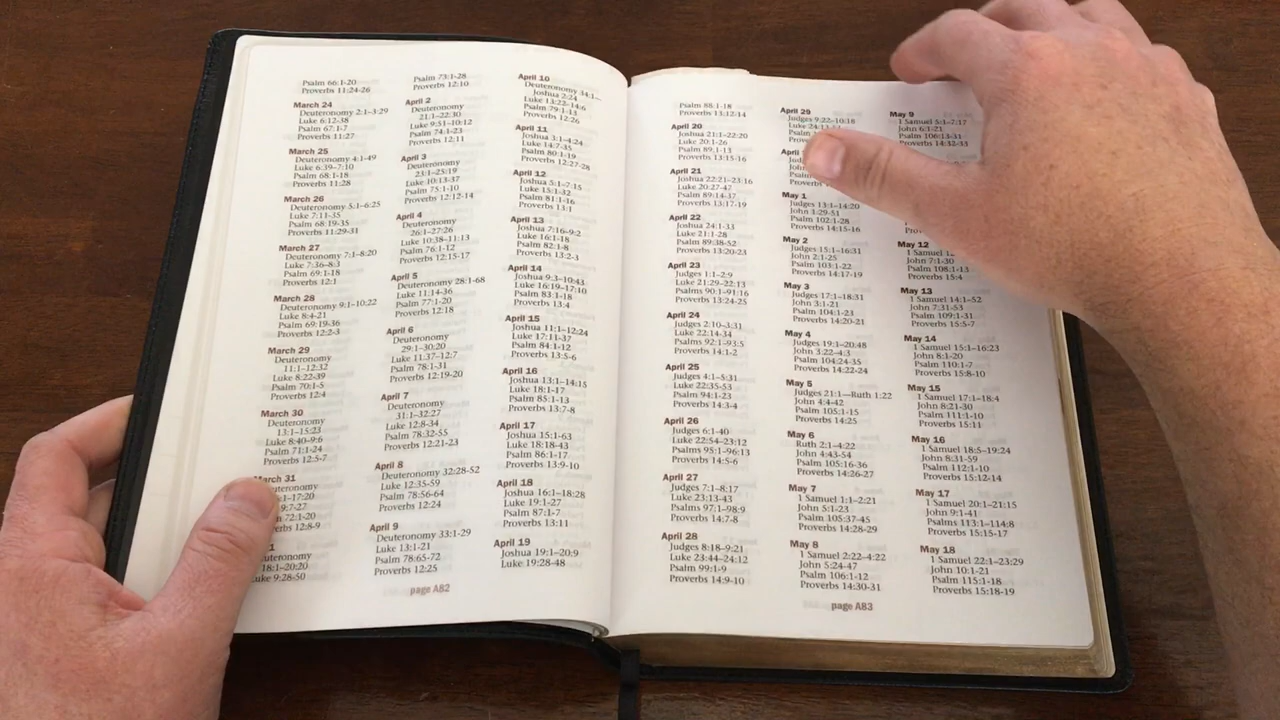 Psalm 66:1-20
Proverbs 11:24-26
March 24
Deuteronomy 2:1–3:29
Luke 6:12-38
Psalm 67:1-7
Proverbs 11:27
March 25
Deuteronomy 4:1-49
Luke 6:39–7:10
Psalm 68:1-18
Proverbs 11:28
March 26
Deuteronomy 5:1–6:25
Luke 7:11-35
Psalm 68:19-35
Proverbs 11:29-31
March 27
Deuteronomy 7:1–8:20
Luke 7:36–8:3
Psalm 69:1-18
Proverbs 12:1
March 28
Deuteronomy 9:1–10:22
Luke 8:4-21
Psalm 69:19-36
Proverbs 12:2-3
March 29
Deuteronomy
11:1–12:32
Luke 8:22-39
Psalm 70:1-5
Proverbs 12:4
March 30
Deuteronomy
13:1–15:23
Luke 8:40–9:6
Psalm 71:1-24
Proverbs 12:5-7
March 31
18:1–20:20
Luke 9:28-50
Psalm 73:1-28
Proverbs 12:10
April 2
Deuteronomy
21:1–22:30
Luke 9:51–10:12
Psalm 74:1-23
Proverbs 12:11
April 3
Deuteronomy
23:1–25:19
Luke 10:13-37
Psalm 75:1-10
Proverbs 12:12-14
April 4
Deuteronomy
26:1–27:26
Luke 10:38–11:13
Psalm 76:1-12
Proverbs 12:15-17
April 5
Deuteronomy 28:1-68
Luke 11:14-36
Psalm 77:1-20
Proverbs 12:18
April 6
Deuteronomy
29:1–30:20
Luke 11:37–12:7
Psalm 78:1-31
Proverbs 12:19-20
April 7
Deuteronomy
31:1–32:27
Luke 12:8-34
Psalm 78:32-55
Proverbs 12:21-23
April 8
Deuteronomy 32:28-52
Luke 12:35-59
Psalm 78:56-64
Proverbs 12:24
April 9
Deuteronomy 33:1-29
Luke 13:1-21
Psalm 78:65-72
Proverbs 12:25
April 10
Deuteronomy 34:1–
Joshua 2:24
Luke 13:22–14:6
Psalm 79:1-13
Proverbs 12:26
April 11
Joshua 3:1–4:24
Luke 14:7-35
Psalm 80:1-19
Proverbs 12:27-28
April 12
Joshua 5:1–7:15
Luke 15:1-32
Psalm 81:1-16
Proverbs 13:1
April 13
Joshua 7:16–9:2
Luke 16:1-18
Psalm 82:1-8
Proverbs 13:2-3
April 14
Joshua 9:3–10:43
Luke 16:19–17:10
Psalm 83:1-18
Proverbs 13:4
April 15
Joshua 11:1–12:24
Luke 17:11-37
Psalm 84:1-12
Proverbs 13:5-6
April 16
Joshua 13:1–14:15
Luke 18:1-17
Psalm 85:1-13
Proverbs 13:7-8
April 17
Joshua 15:1-63
Luke 18:18-43
Psalm 86:1-17
Proverbs 13:9-10
April 18
Joshua 16:1–18:28
Luke 19:1-27
Psalm 87:1-7
Proverbs 13:11
April 19
Joshua 19:1–20:9
Luke 19:28-48
page A82
Psalm 88:1-18
Proverbs 13:12-14
April 20
Joshua 21:1–22:20
Luke 20:1-26
Psalm 89:1-13
Proverbs 13:15-16
April 21
Joshua 22:21–23:16
Luke 20:27-47
Psalm 89:14-37
Proverbs 13:17-19
April 22
Joshua 24:1-33
Luke 21:1-28
Psalm 89:38-52
Proverbs 13:20-23
April 23
Judges 1:1–2:9
Luke 21:29–22:13
Psalms 90:1–91:16
Proverbs 13:24-25
April 24
Judges 2:10–3:31
Luke 22:14-34
Psalms 92:1–93:5
Proverbs 14:1-2
April 25
Judges 4:1–5:31
Luke 22:35-53
Psalm 94:1-23
Proverbs 14:3-4
April 26
Judges 6:1-40
Luke 22:54–23:12
Psalms 95:1–96:13
Proverbs 14:5-6
April 27
Judges 7:1–8:17
Luke 23:13-43
Psalms 97:1–98:9
Proverbs 14:7-8
April 28
Judges 8:18–9:21
Luke 23:44–24:12
Psalm 99:1-9
Proverbs 14:9-10
April 29
Judges 9:22–10:18
Luke
May 1
Judges 13:1–14:20
John 1:29-51
Psalm 102:1-28
Proverbs 14:15-16
May 2
Judges 15:1–16:31
John 2:1-25
Psalm 103:1-22
Proverbs 14:17-19
May 3
Judges 17:1–18:31
John 3:1-21
Psalm 104:1-23
Proverbs 14:20-21
May 4
Judges 19:1–20:48
John 3:22–4:3
Psalm 104:24-35
Proverbs 14:22-24
May 5
Judges 21:1—Ruth 1:22
John 4:4-42
Psalm 105:1-15
Proverbs 14:25
May 6
Ruth 2:1–4:22
John 4:43-54
Psalm 105:16-36
Proverbs 14:26-27
May 7
1 Samuel 1:1–2:21
John 5:1-23
Psalm 105:37-45
Proverbs 14:28-29
May 8
1 Samuel 2:22–4:22
John 5:24-47
Psalm 106:1-12
Proverbs 14:30-31
May 9
1 Samuel 5:1–7:17
John 6:1-21
Psalm 106:13-31
Proverbs 14:32-33
May 12
1 Samuel
John 7:1-30
Psalm 108:1-13
Proverbs 15:4
May 13
1 Samuel 14:1-52
John 7:31-53
Psalm 109:1-31
Proverbs 15:5-7
May 14
1 Samuel 15:1–16:23
John 8:1-20
Psalm 110:1-7
Proverbs 15:8-10
May 15
1 Samuel 17:1–18:4
John 8:21-30
Psalm 111:1-10
Proverbs 15:11
May 16
1 Samuel 18:5–19:24
John 8:31-59
Psalm 112:1-10
Proverbs 15:12-14
May 17
1 Samuel 20:1–21:15
John 9:1-41
Psalms 113:1–114:8
Proverbs 15:15-17
May 18
1 Samuel 22:1–23:29
John 10:1-21
Psalm 115:1-18
Proverbs 15:18-19
page A83